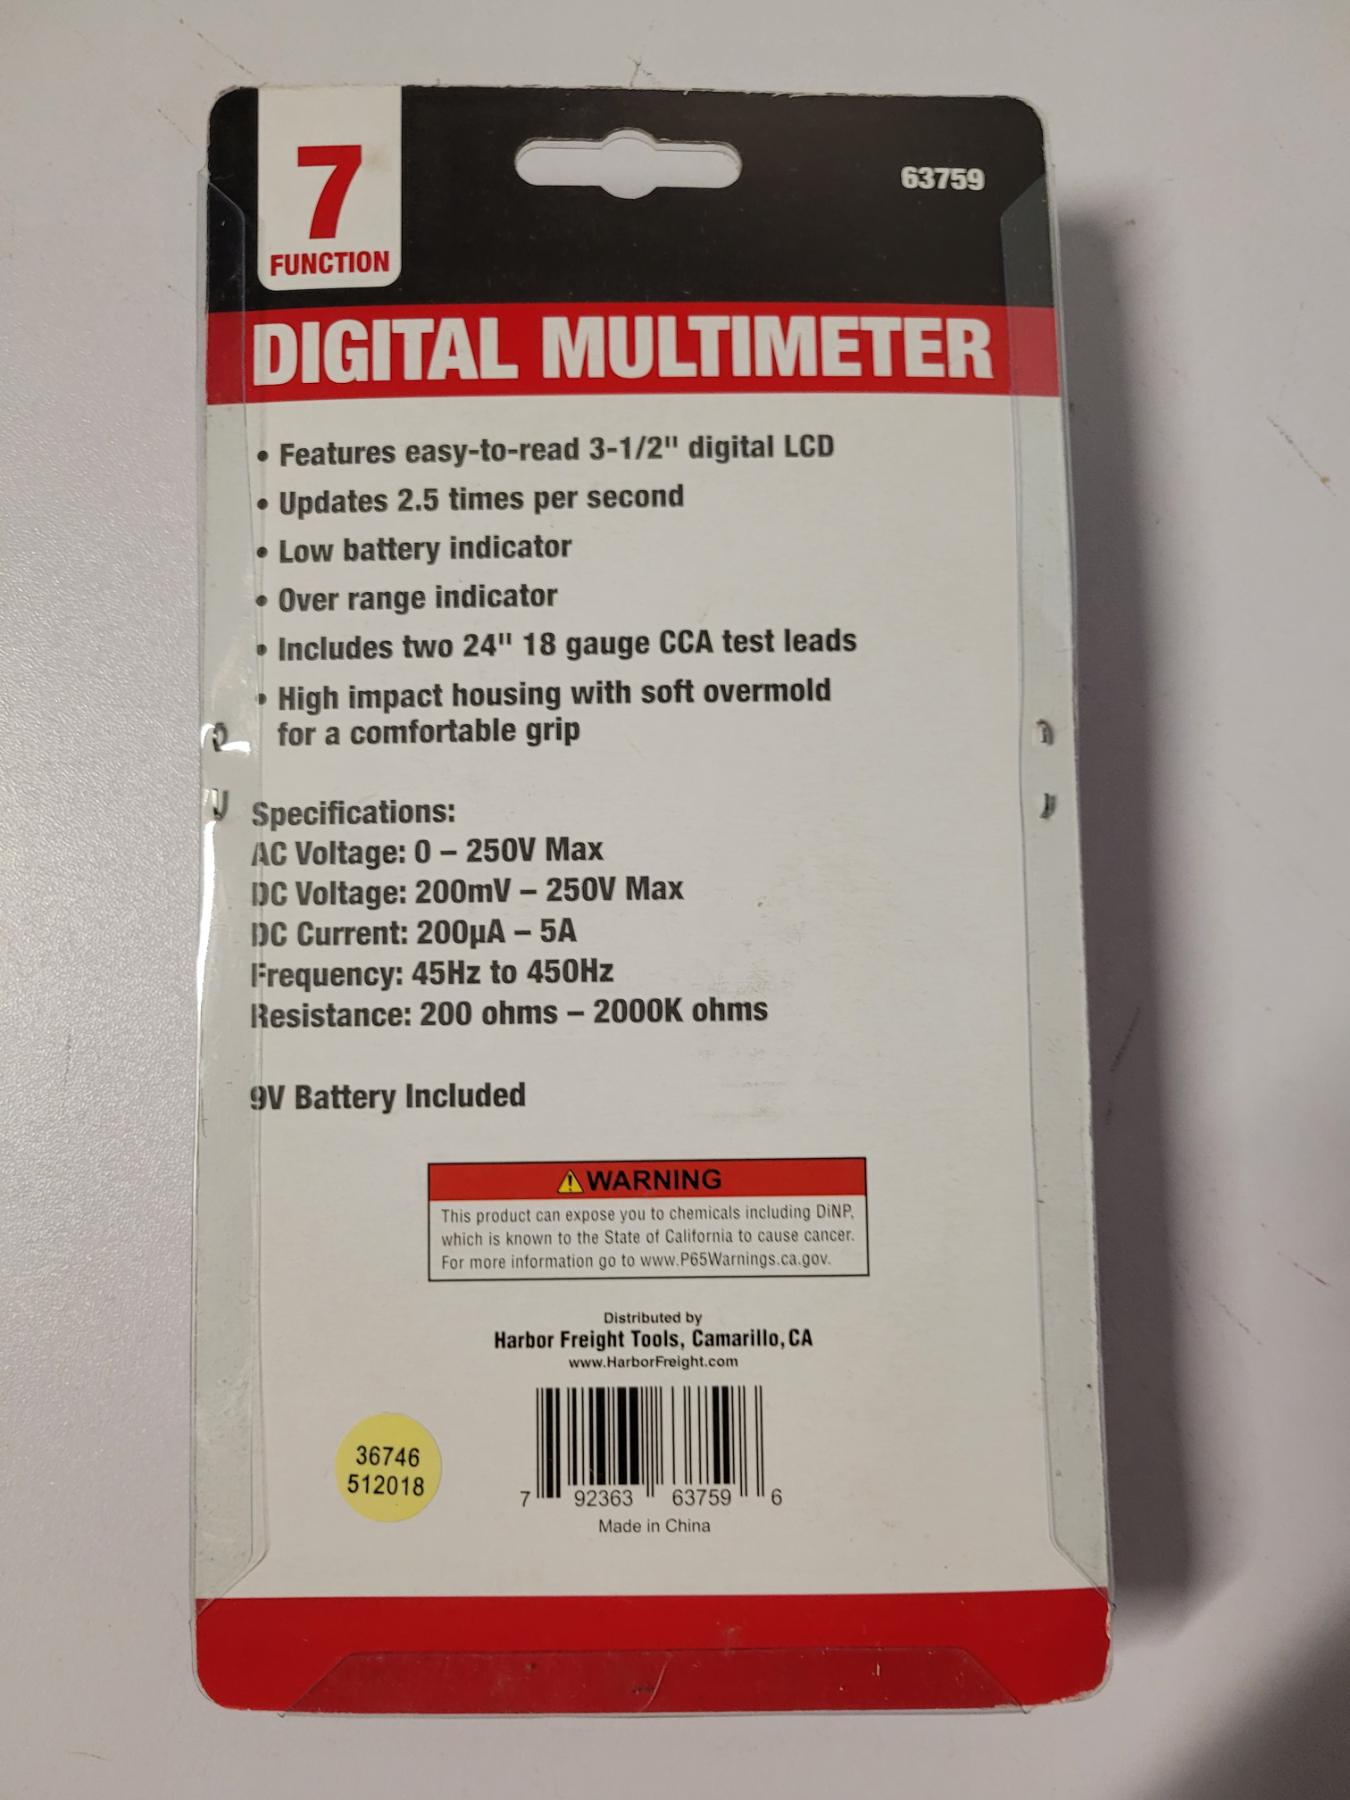 7
FUNCTION
63759
DIGITAL MULTIMETER
• Features easy-to-read 3-1/2" digital LCD
• Updates 2.5 times per second
• Low battery indicator
• Over range indicator
• Includes two 24" 18 gauge CCA test leads
• High impact housing with soft overmold
for a comfortable grip
Specifications:
AC Voltage: 0 – 250V Max
DC Voltage: 200mV – 250V Max
DC Current: 200µA – 5A
Frequency: 45Hz to 450Hz
Resistance: 200 ohms – 2000K ohms
9V Battery Included
⚠WARNING
This product can expose you to chemicals including DiNP,
which is known to the State of California to cause cancer.
For more information go to www.P65Warnings.ca.gov.
Distributed by
Harbor Freight Tools, Camarillo, CA
www.HarborFreight.com
36746
512018
7 92363 63759 6
Made in China